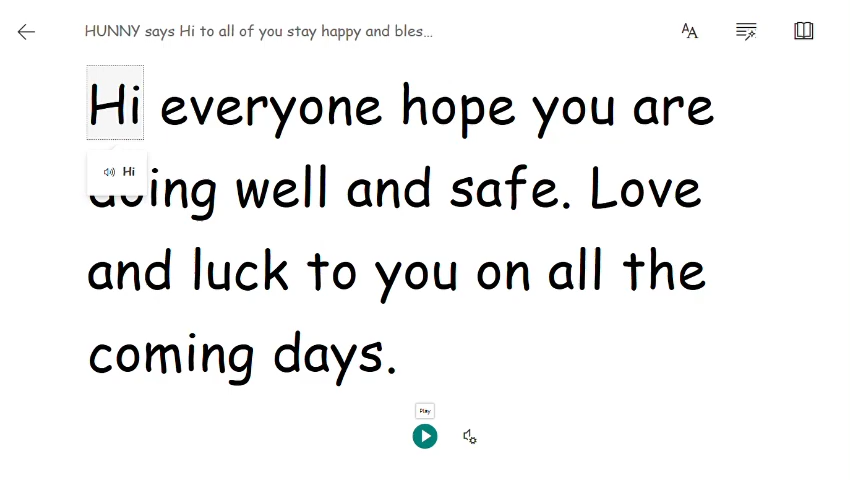 HUNNY says Hi to all of you stay happy and bles...
Hi everyone hope you are
Hi
doing well and safe. Love
and luck to you on all the
coming days.
Play